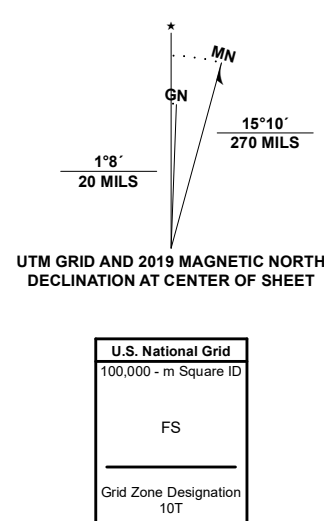 MN
GN
15°10´
270 MILS
1°8´
20 MILS
UTM GRID AND 2019 MAGNETIC NORTH
DECLINATION AT CENTER OF SHEET
U.S. National Grid
100,000 - m Square ID
FS
Grid Zone Designation
10T